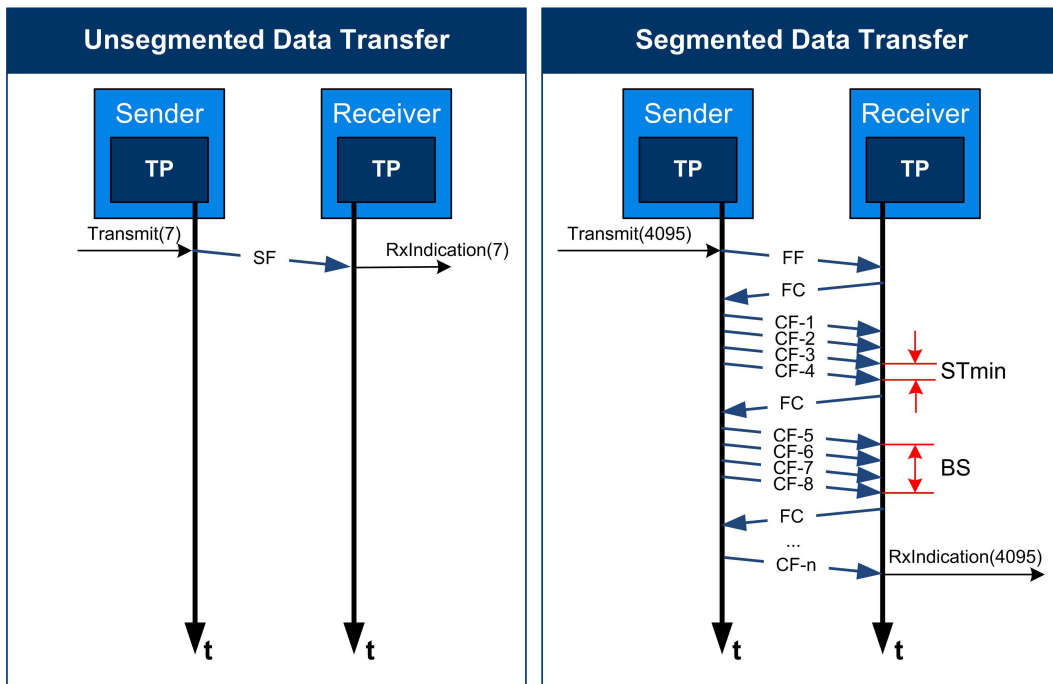 Unsegmented Data Transfer
Sender
Receiver
TP
TP
Transmit(7)
SF
RxIndication(7)
t
t
Segmented Data Transfer
Sender
Receiver
TP
TP
Transmit(4095)
FF
FC
CF-1
CF-2
CF-3
CF-4
STmin
FC
CF-5
CF-6
CF-7
CF-8
BS
FC
...
CF-n
RxIndication(4095)
t
t